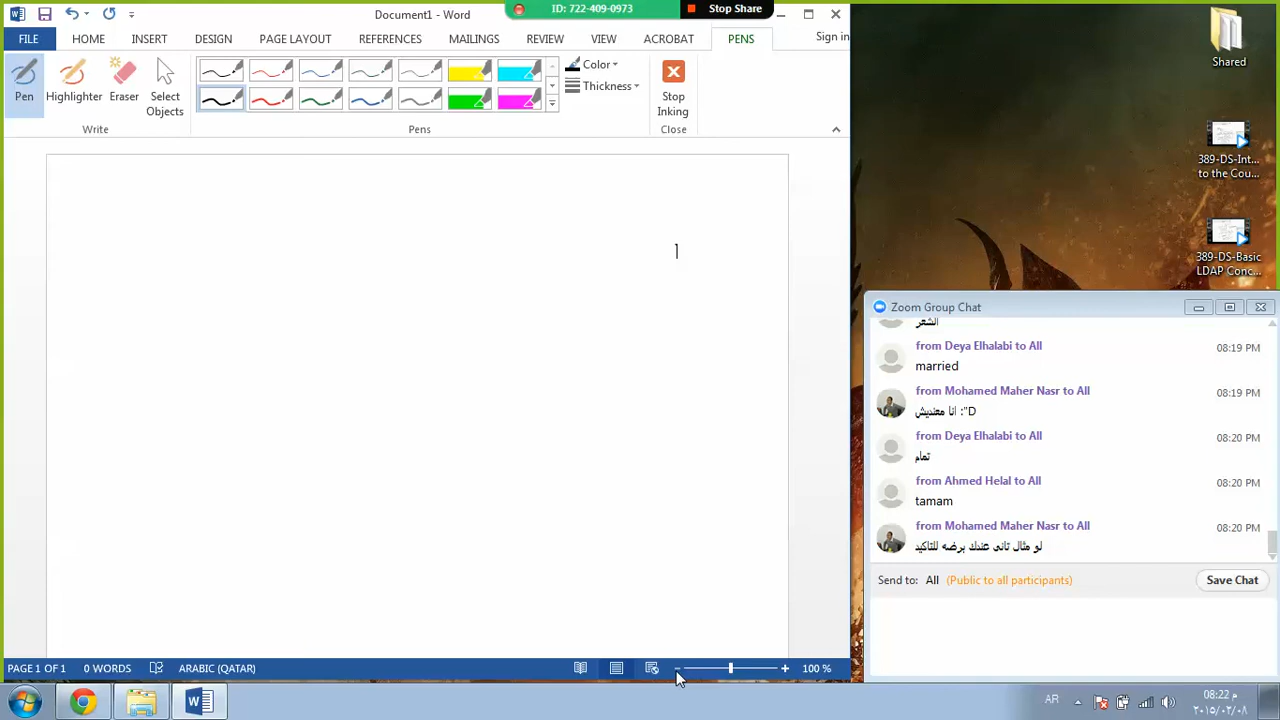 Document1 - Word
ID: 722-409-0973
Stop Share
FILE
HOME
INSERT
DESIGN
PAGE LAYOUT
REFERENCES
MAILINGS
REVIEW
VIEW
ACROBAT
PENS
Sign in
Pen
Highlighter
Eraser
Select Objects
Color
Thickness
Stop Inking
Write
Pens
Close
Shared
389-DS-Int...
to the Cou...
389-DS-Basic
LDAP Conc...
Zoom Group Chat
الشعر
from Deya Elhalabi to All
08:19 PM
married
from Mohamed Maher Nasr to All
08:19 PM
انا معنديش :"D
from Deya Elhalabi to All
08:20 PM
تمام
from Ahmed Helal to All
08:20 PM
tamam
from Mohamed Maher Nasr to All
08:20 PM
لو مثال تانى عندك برضه للتاكيد
Send to: All (Public to all participants)
Save Chat
PAGE 1 OF 1
0 WORDS
ARABIC (QATAR)
100 %
AR
08:22 م
٢٠١٥/٠٢/٠٨